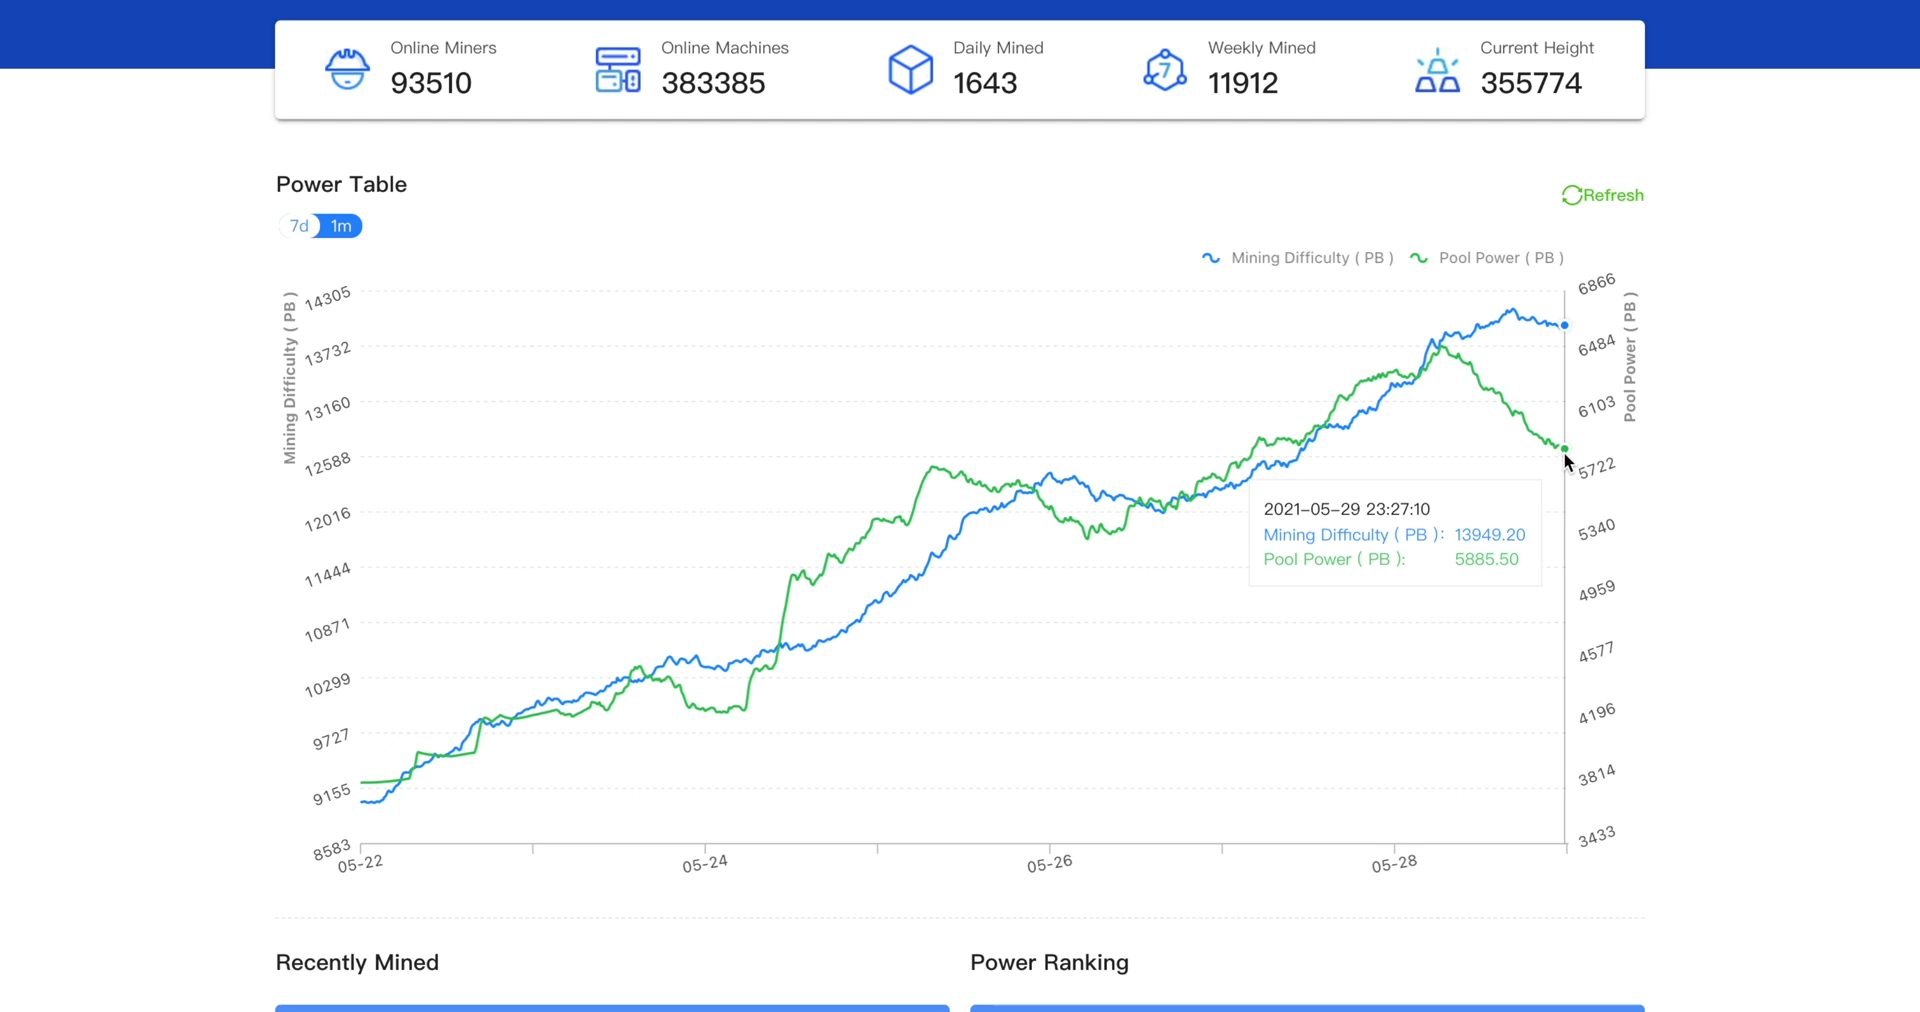 Online Miners
93510
Online Machines
383385
Daily Mined
1643
Weekly Mined
11912
Current Height
355774
7
Power Table
Refresh
7d 1m
Mining Difficulty ( PB ) Pool Power ( PB )
Mining Difficulty ( PB )
14305
13732
13160
12588
12016
11444
10871
10299
9727
9155
8583
6866
6484
6103
5722
5340
4959
4577
4196
3814
3433
Pool Power ( PB )
2021-05-29 23:27:10
Mining Difficulty ( PB ): 13949.20
Pool Power ( PB ): 5885.50
05-22 05-24 05-26 05-28
Recently Mined
Power Ranking